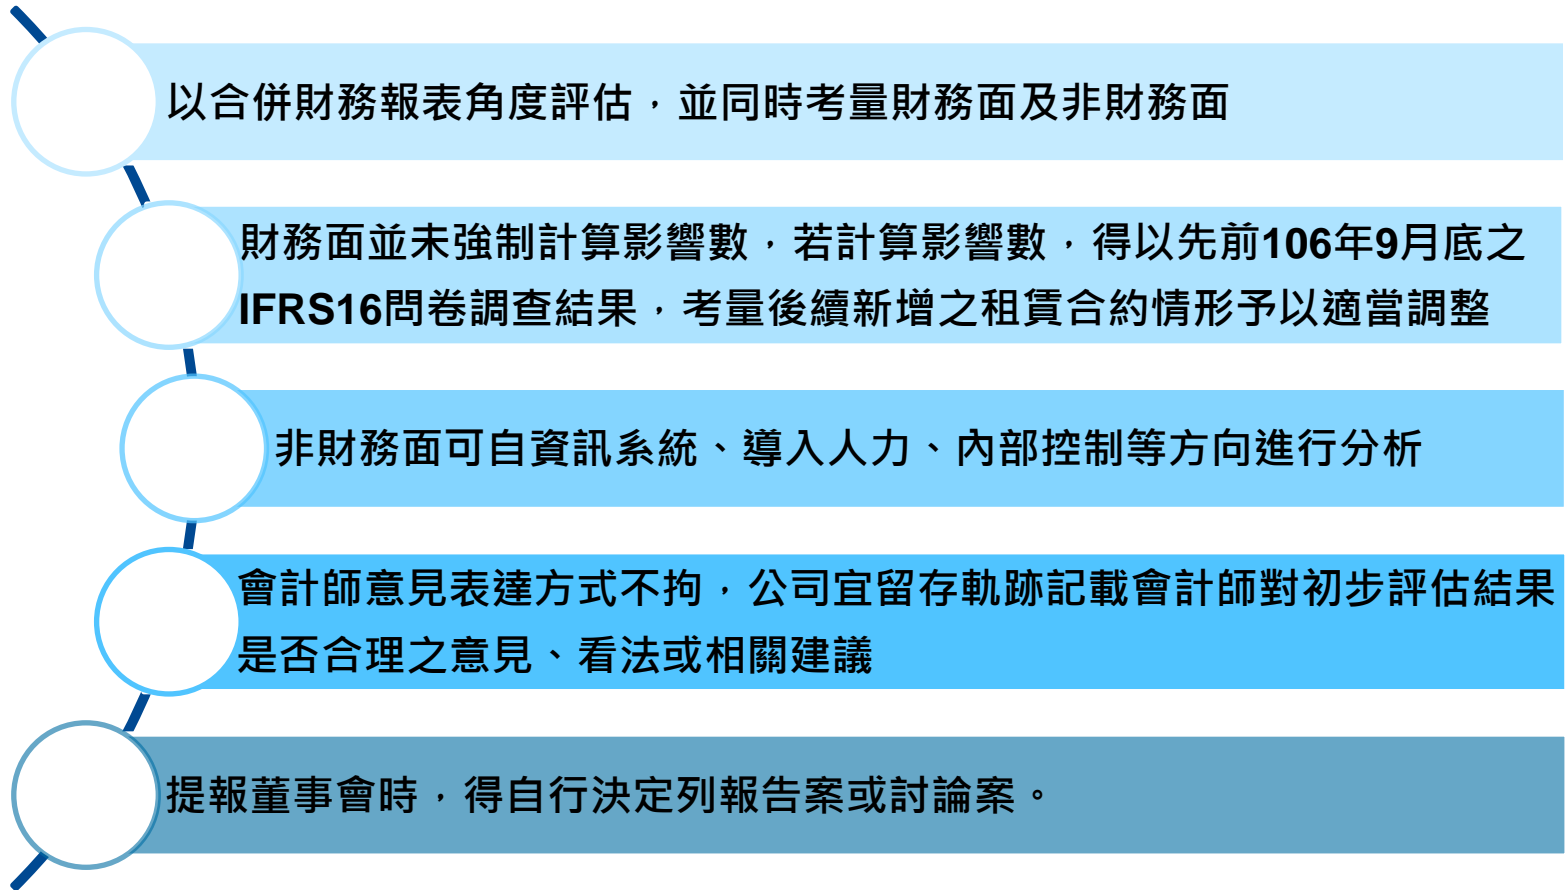 以合併財務報表角度評估，並同時考量財務面及非財務面
財務面並未強制計算影響數，若計算影響數，得以先前106年9月底之
IFRS16問卷調查結果，考量後續新增之租賃合約情形予以適當調整
非財務面可自資訊系統、導入人力、內部控制等方向進行分析
會計師意見表達方式不拘，公司宜留存軌跡記載會計師對初步評估結果
是否合理之意見、看法或相關建議
提報董事會時，得自行決定列報告案或討論案。